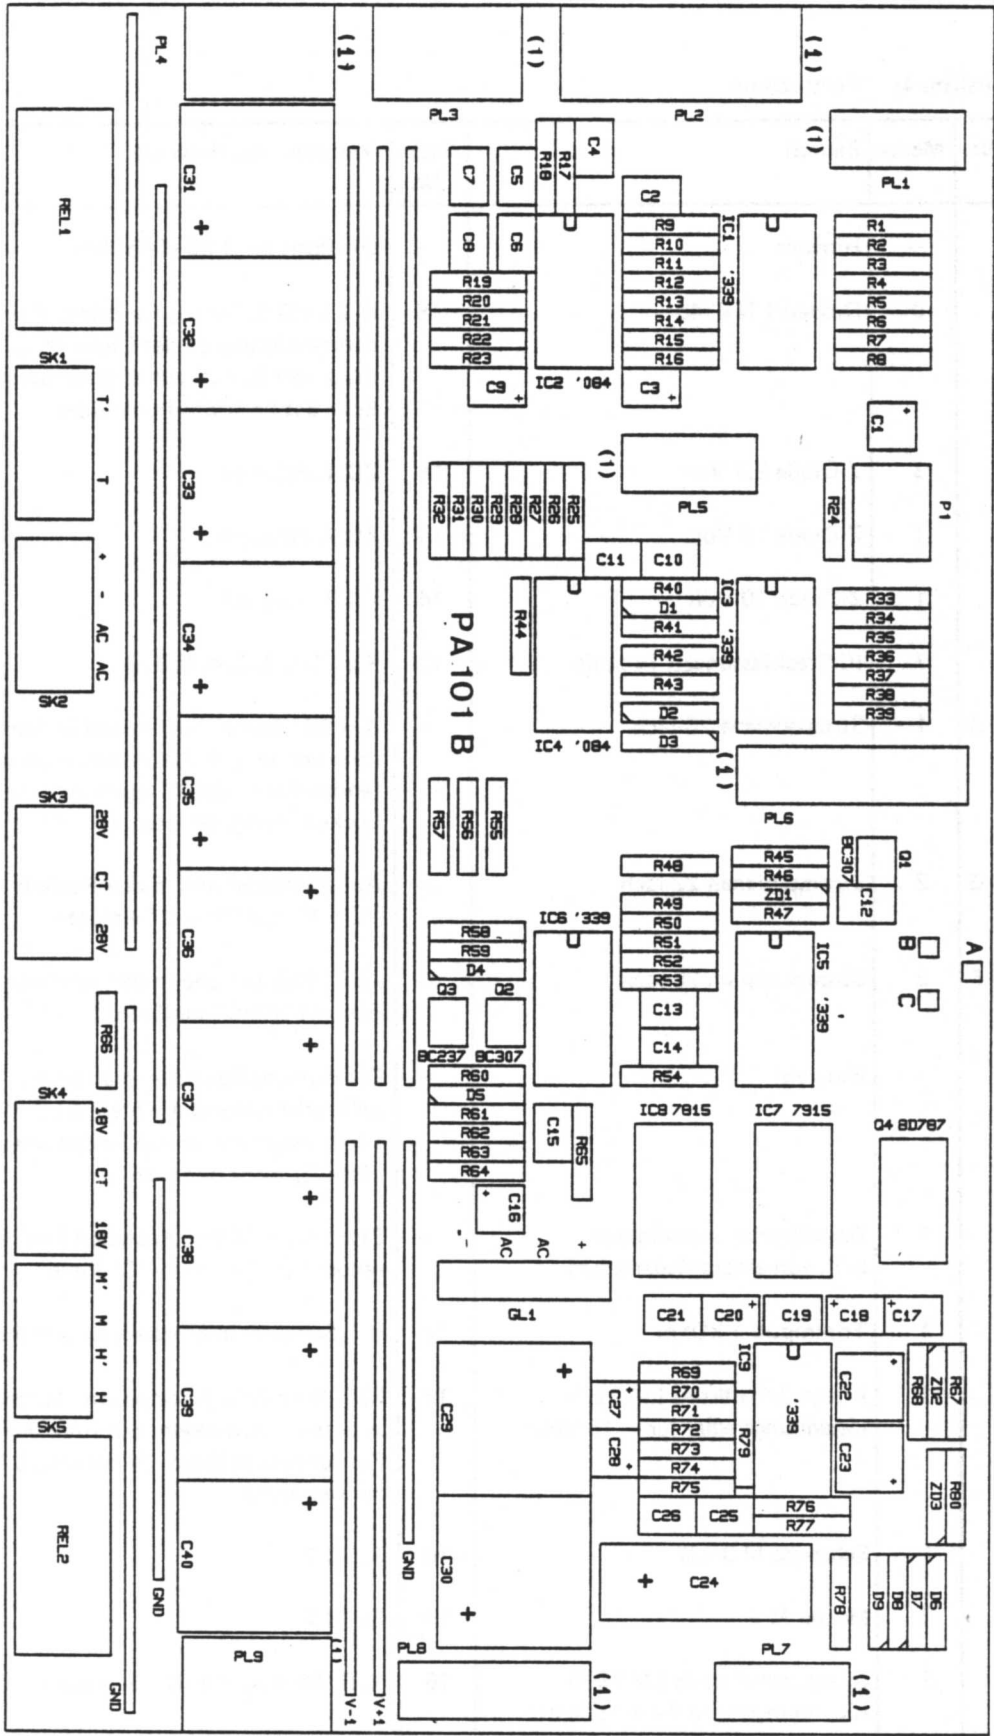 PL4
(1)
(1)
(1)
PL3
PL2
(1)
PL1
REL1
C31
+
C7
C5
R18
R17
C4
C2
C8
C6
R9
R10
R11
R12
R13
R14
R15
R16
IC1
'339
R1
R2
R3
R4
R5
R6
R7
R8
R19
R20
R21
R22
R23
C32
+
C9
+
IC2 '084
C3
+
SK1
T'
T
C33
+
C1
+
(1)
PL5
R32
R31
R30
R29
R28
R27
R26
R25
R24
P1
C11
C10
+
-
AC
AC
SK2
C34
+
PA101B
R44
R40
D1
R41
R42
R43
D2
D3
IC3
'339
R33
R34
R35
R36
R37
R38
R39
IC4 '084
(1)
PL6
SK3
28V
CT
28V
C35
+
R57
R56
R55
R48
R45
R46
ZD1
R47
BC307
Q1
C12
C36
+
IC6 '339
R49
R50
R51
R52
R53
R58
R59
D4
IC5
'339
B
A
C
Q3
Q2
C13
C14
R54
BC237
BC307
R66
C37
+
R60
D5
R61
R62
R63
R64
C15
R65
IC8 7815
IC7 7915
Q4 BD787
SK4
18V
CT
18V
C38
+
C16
+
-
AC
AC
+
GL1
M'
M
H'
H
SK5
C21
C20
+
C19
+
C18
+
C17
C39
+
C29
+
C27
+
C28
+
R69
R70
R71
R72
R73
R74
R75
IC9
R79
'339
C22
+
C23
+
R68
ZD2
R67
ZD3
R80
C26
C25
R76
R77
REL2
C40
+
GND
GND
C30
+
+
C24
R78
D9
D8
D7
D6
GND
PL9
(1)
V-1
V+1
PL8
(1)
PL7
(1)